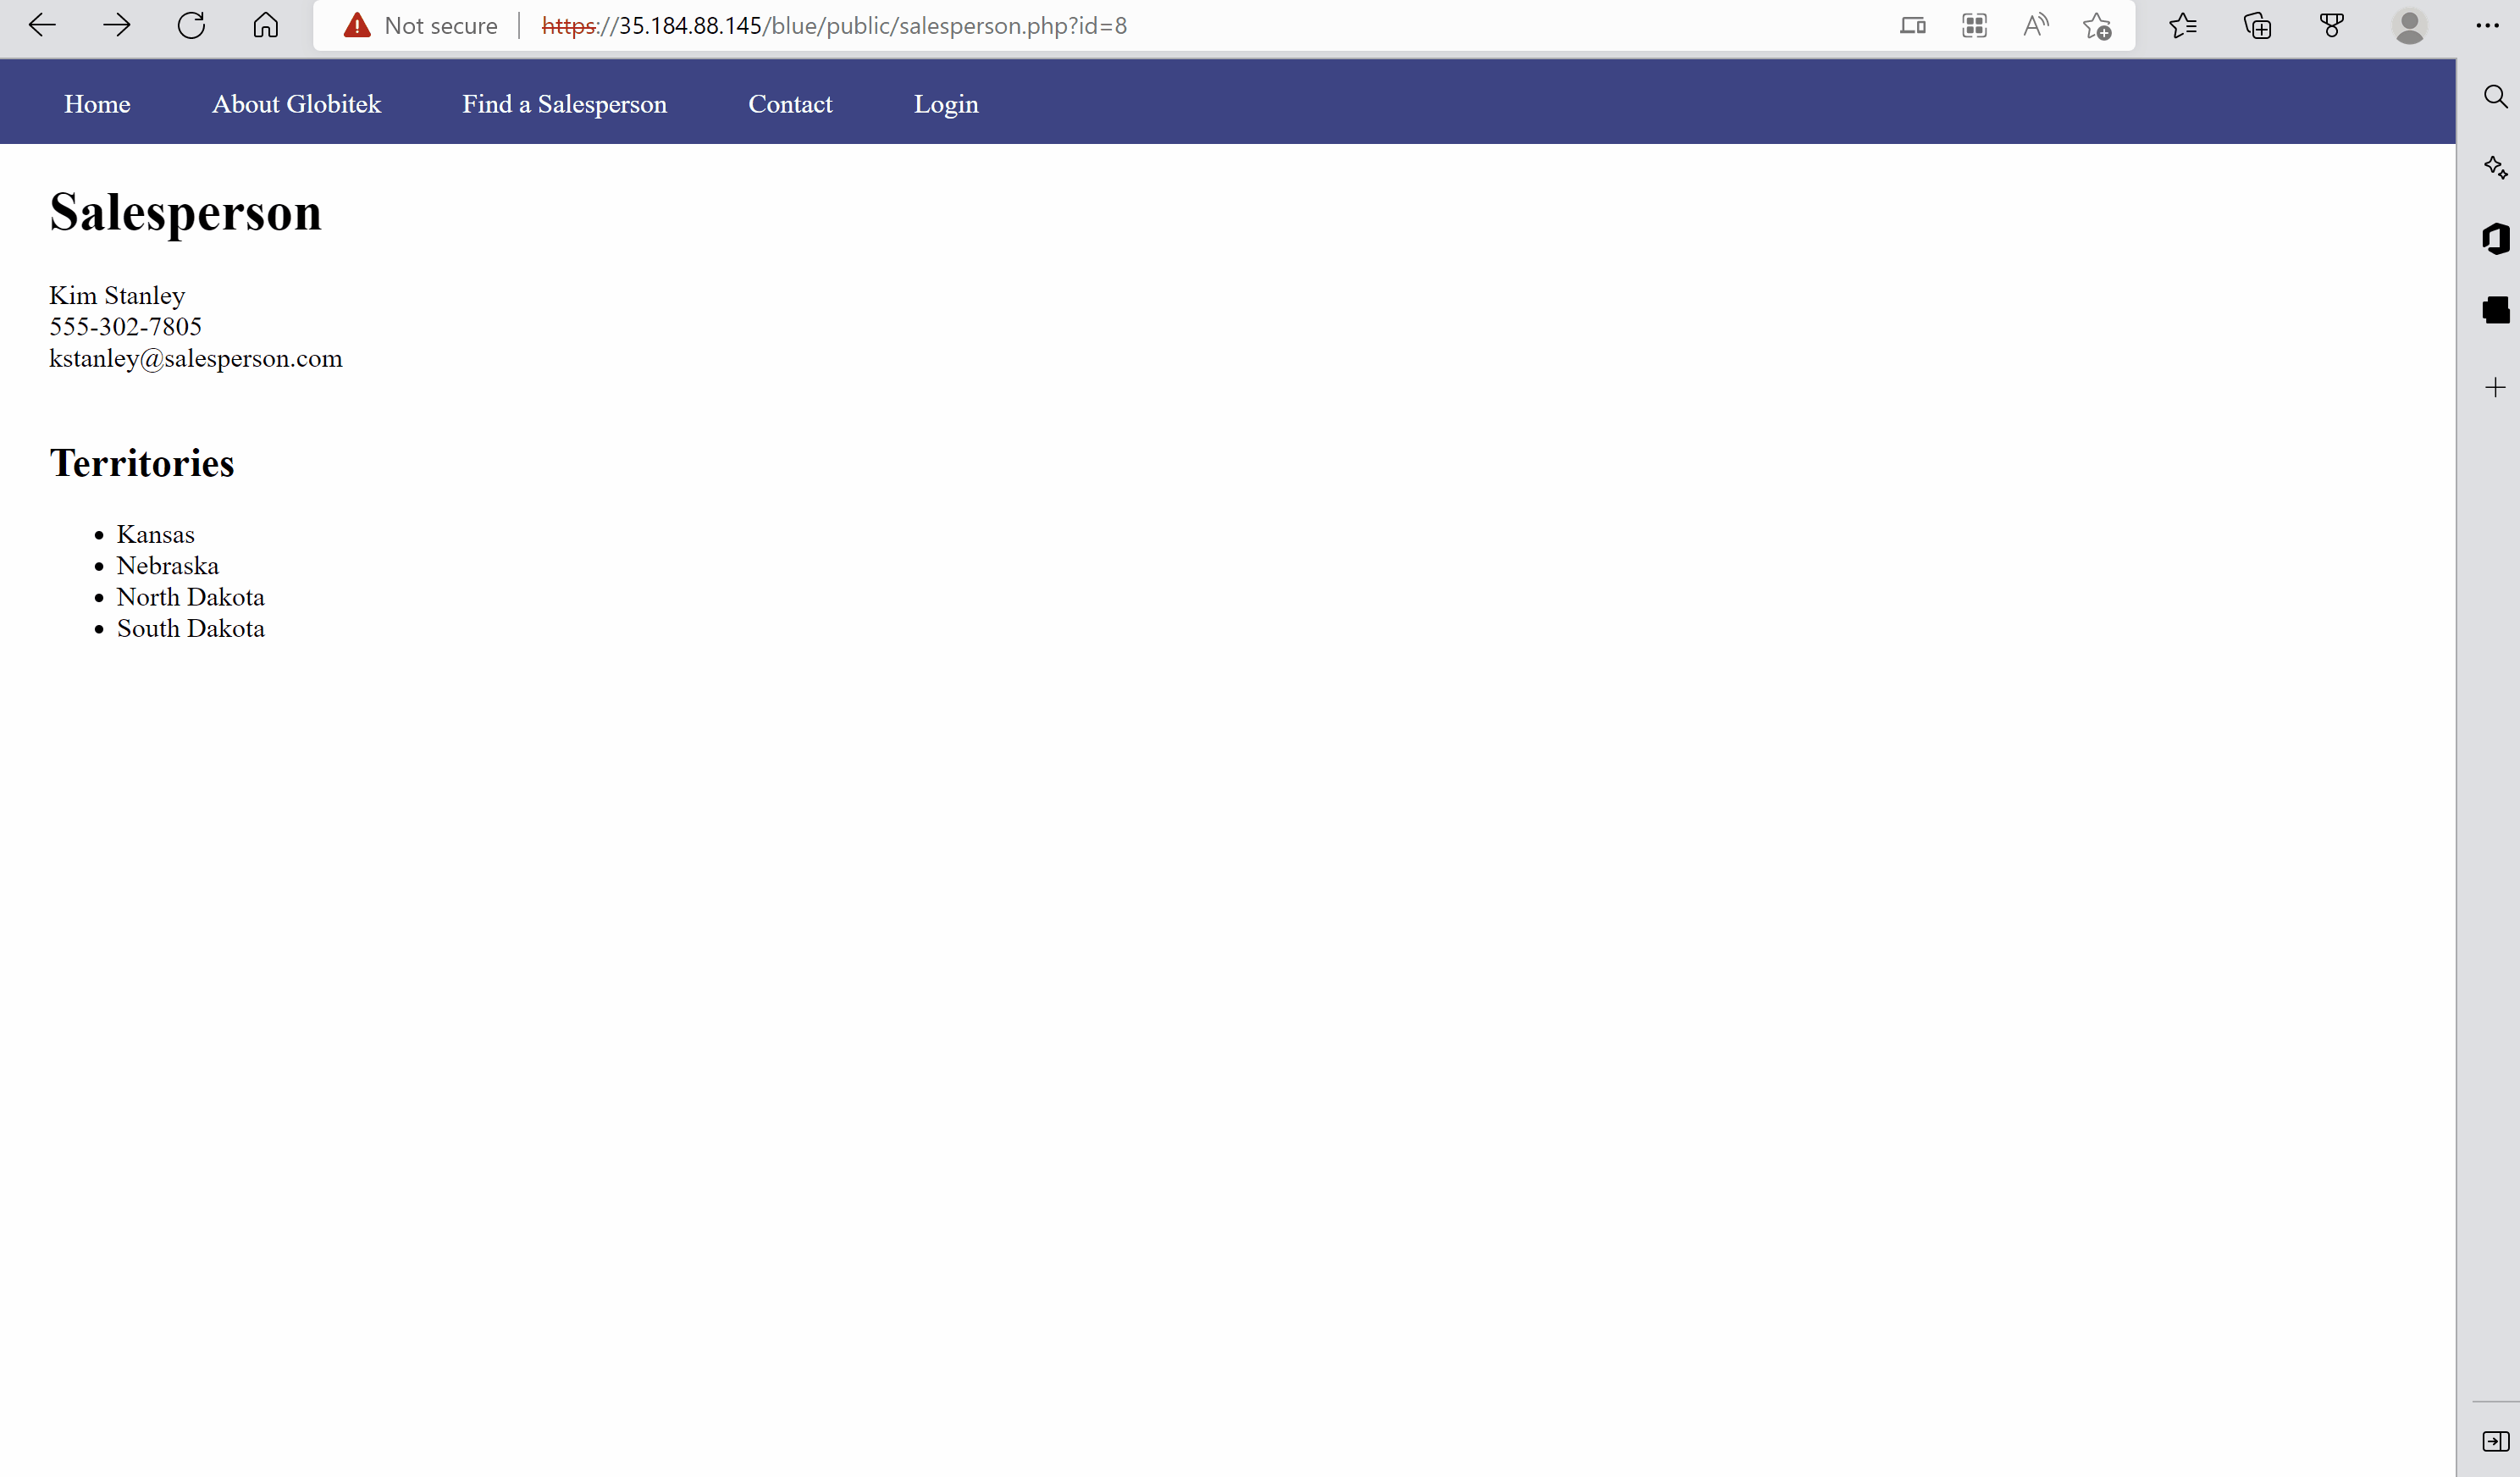 Not secure https://35.184.88.145/blue/public/salesperson.php?id=8
Home About Globitek Find a Salesperson Contact Login
Salesperson
Kim Stanley
555-302-7805
kstanley@salesperson.com
Territories
Kansas
Nebraska
North Dakota
South Dakota